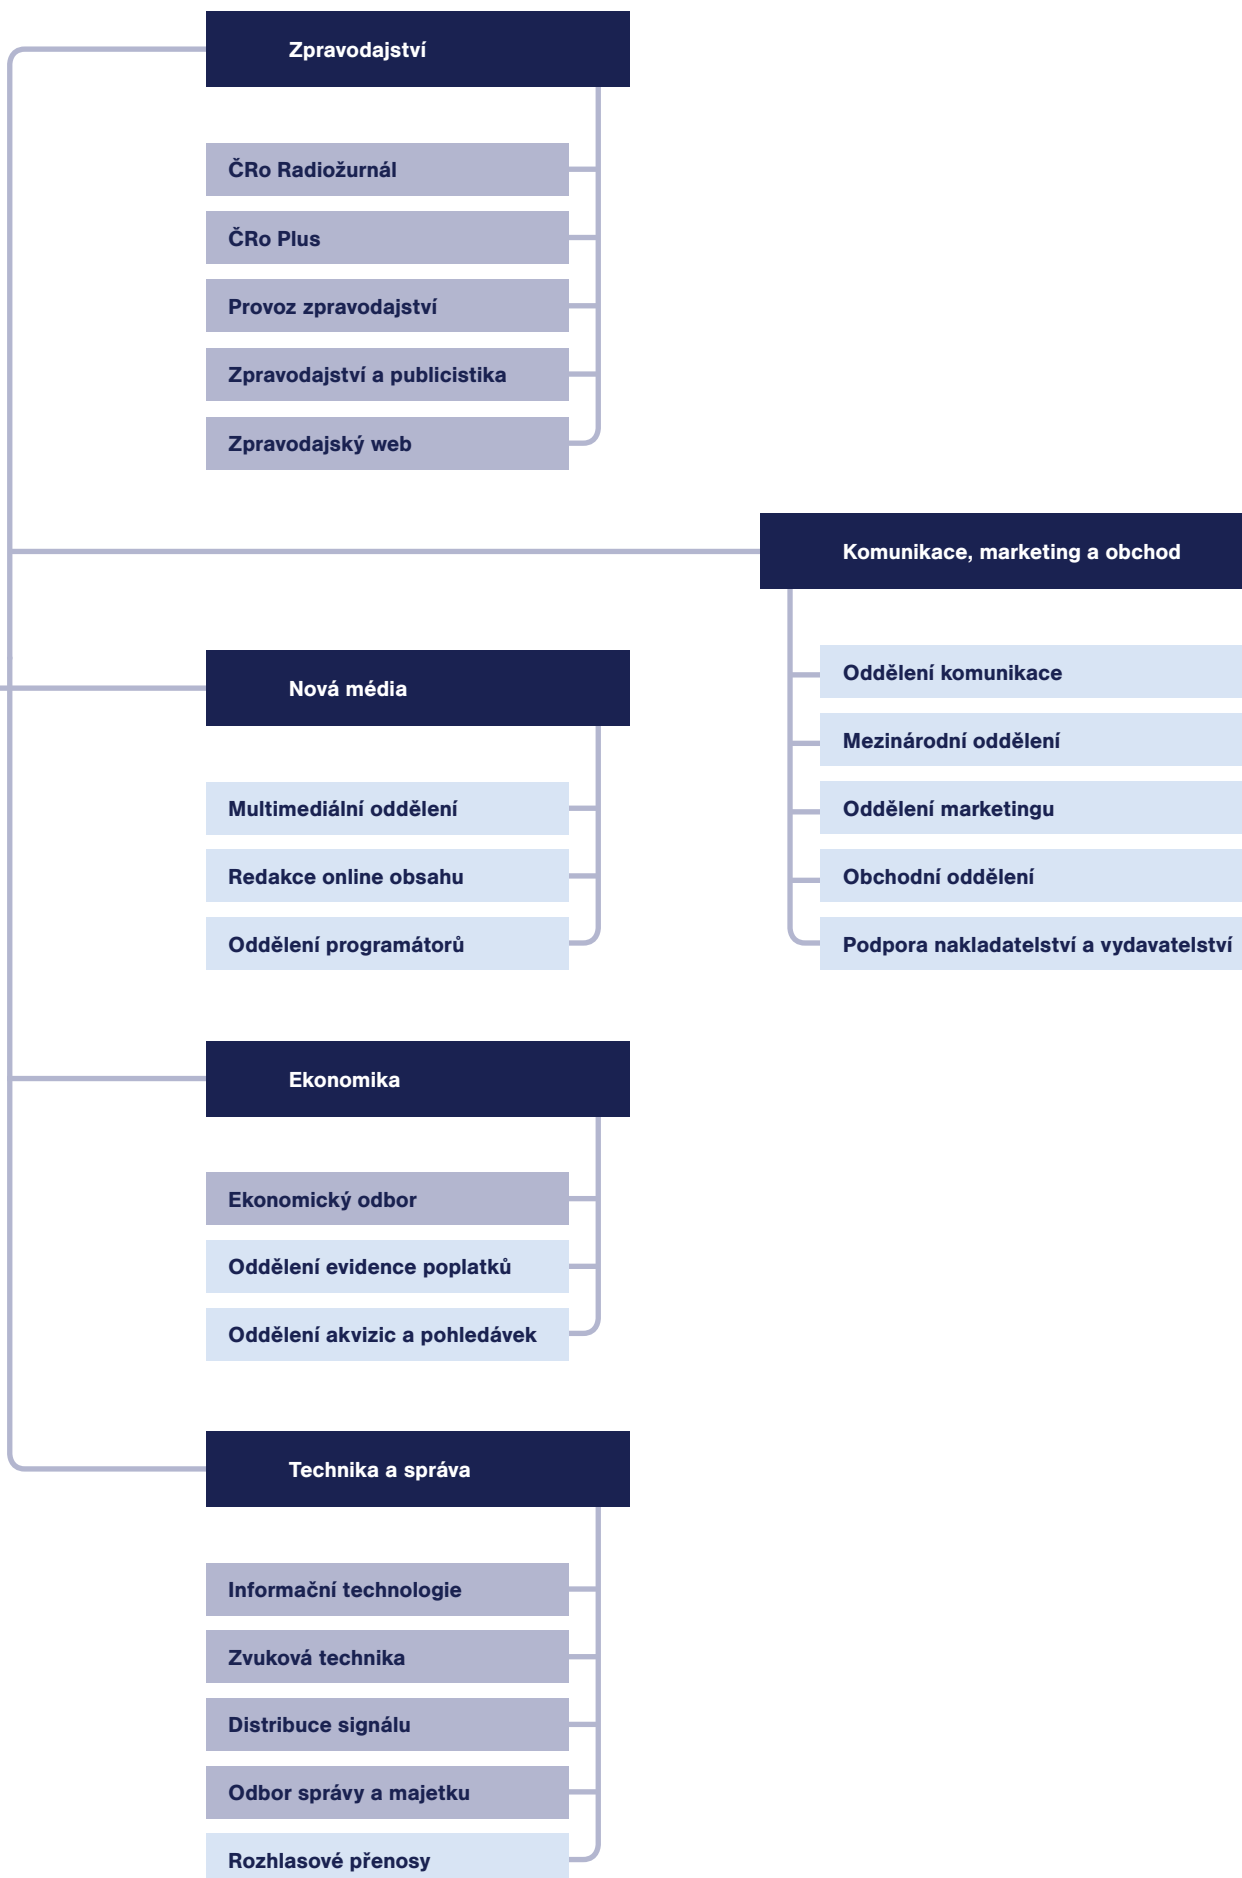 Zpravodajství
ČRo Radiožurnál
ČRo Plus
Provoz zpravodajství
Zpravodajství a publicistika
Zpravodajský web
Komunikace, marketing a obchod
Oddělení komunikace
Mezinárodní oddělení
Oddělení marketingu
Obchodní oddělení
Podpora nakladatelství a vydavatelství
Nová média
Multimediální oddělení
Redakce online obsahu
Oddělení programátorů
Ekonomika
Ekonomický odbor
Oddělení evidence poplatků
Oddělení akvizic a pohledávek
Technika a správa
Informační technologie
Zvuková technika
Distribuce signálu
Odbor správy a majetku
Rozhlasové přenosy